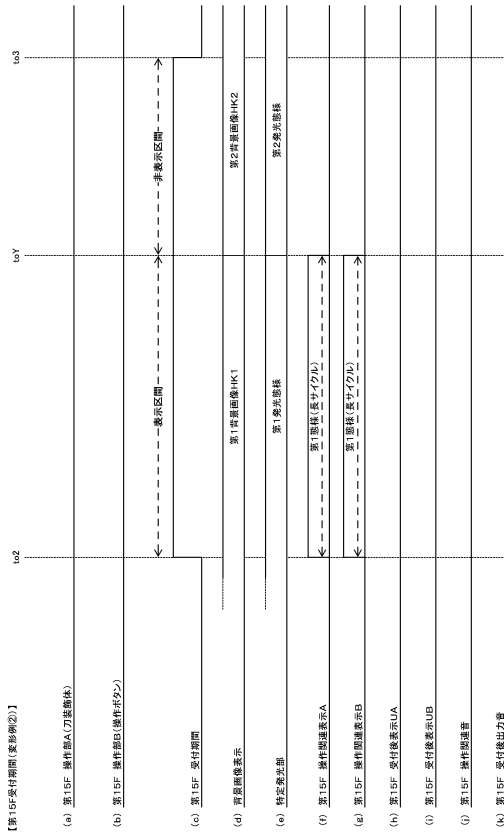 【第15F受付期間(変形例②)】
to2
toY
to3
(a) 第15F 操作部A(刀装飾体)
(b) 第15F 操作部B(操作ボタン)
表示区間
非表示区間
(c) 第15F 受付期間
(d) 背景画像表示
第1背景画像HK1
第2背景画像HK2
(e) 特定発光部
第1発光態様
第2発光態様
(f) 第15F 操作関連表示A
第1態様(長サイクル)
(g) 第15F 操作関連表示B
第1態様(長サイクル)
(h) 第15F 受付後表示UA
(i) 第15F 受付後表示UB
(j) 第15F 操作関連音
(k) 第15F 受付後出力音